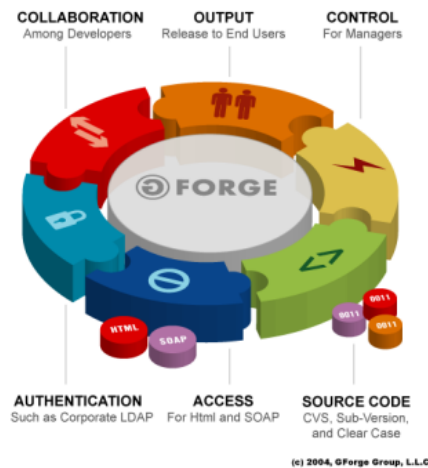 COLLABORATION
Among Developers
OUTPUT
Release to End Users
CONTROL
For Managers
G FORGE
HTML
SOAP
0011
0011
0011
AUTHENTICATION
Such as Corporate LDAP
ACCESS
For Html and SOAP
SOURCE CODE
CVS, Sub-Version,
and Clear Case
(c) 2004, GForge Group, L.L.C